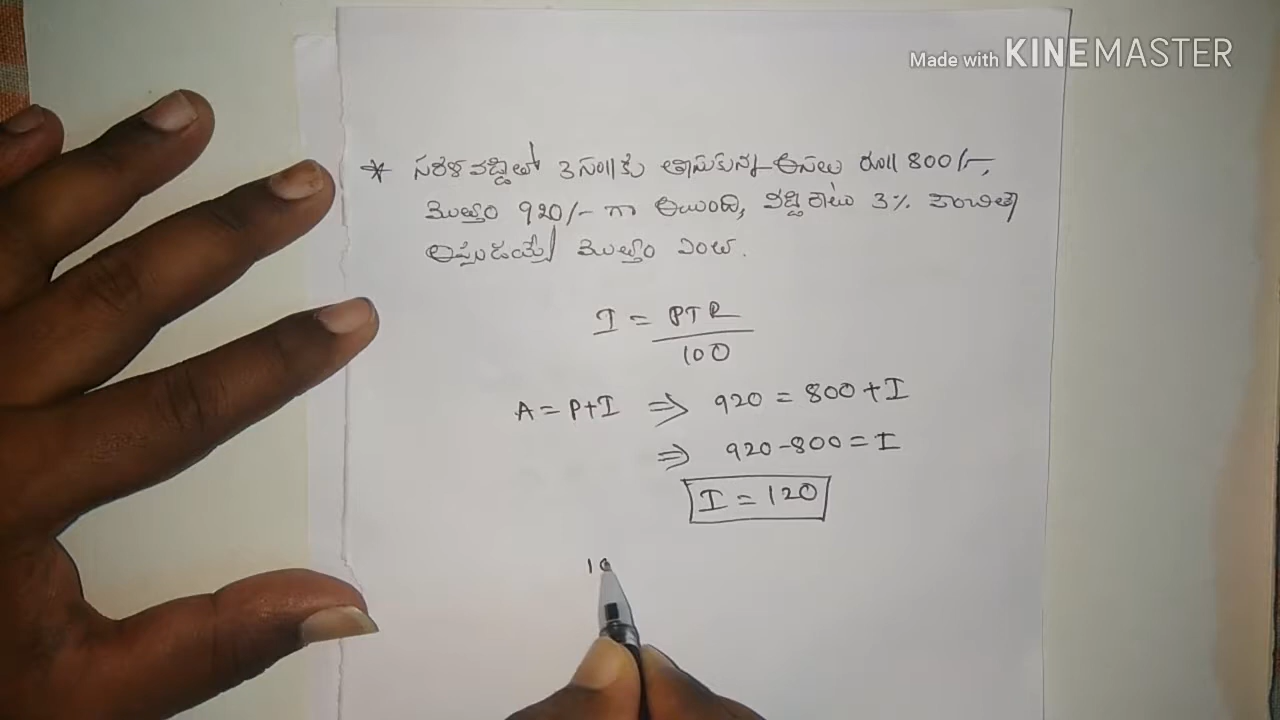 Made with KINEMASTER
* సరళవడ్డీతో 3 సం॥కు తీసుకున్న అసలు రూ॥ 800/-,
మొత్తం 920/- గా అయింది, వడ్డీ రేటు 3% పెంచితే
అప్పుడయ్యే మొత్తం ఎంత.
I = PTR
100
A = P+I ⇒ 920 = 800 + I
⇒ 920-800 = I
I = 120
10